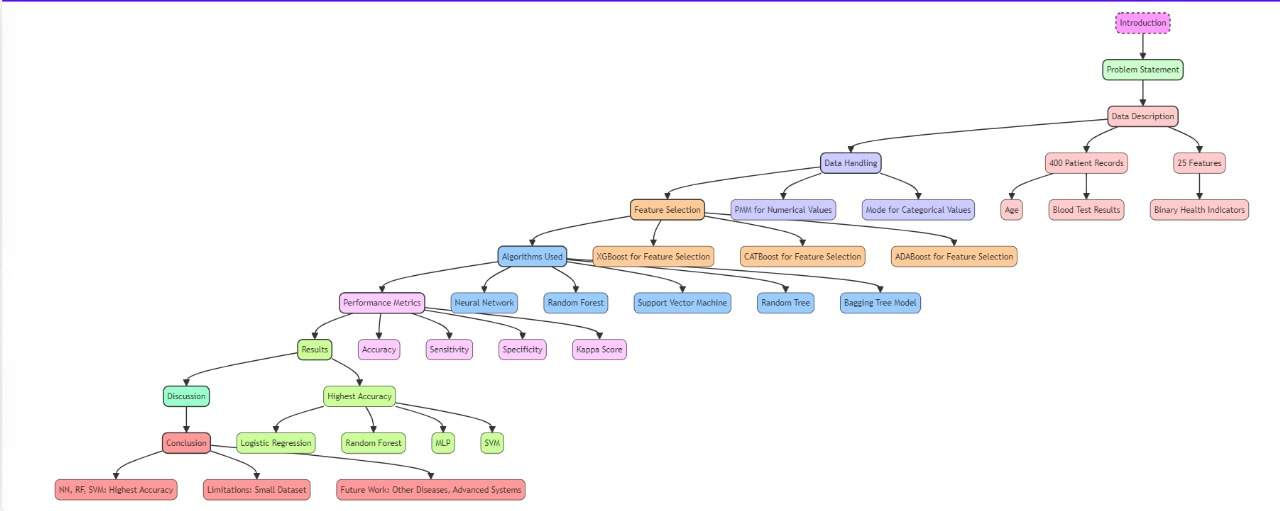 Introduction
Problem Statement
Data Description
Data Handling
400 Patient Records
25 Features
Feature Selection
PMM for Numerical Values
Mode for Categorical Values
Age
Blood Test Results
Binary Health Indicators
Algorithms Used
XGBoost for Feature Selection
CATBoost for Feature Selection
ADABoost for Feature Selection
Performance Metrics
Neural Network
Random Forest
Support Vector Machine
Random Tree
Bagging Tree Model
Results
Accuracy
Sensitivity
Specificity
Kappa Score
Discussion
Highest Accuracy
Conclusion
Logistic Regression
Random Forest
MLP
SVM
NN, RF, SVM: Highest Accuracy
Limitations: Small Dataset
Future Work: Other Diseases, Advanced Systems